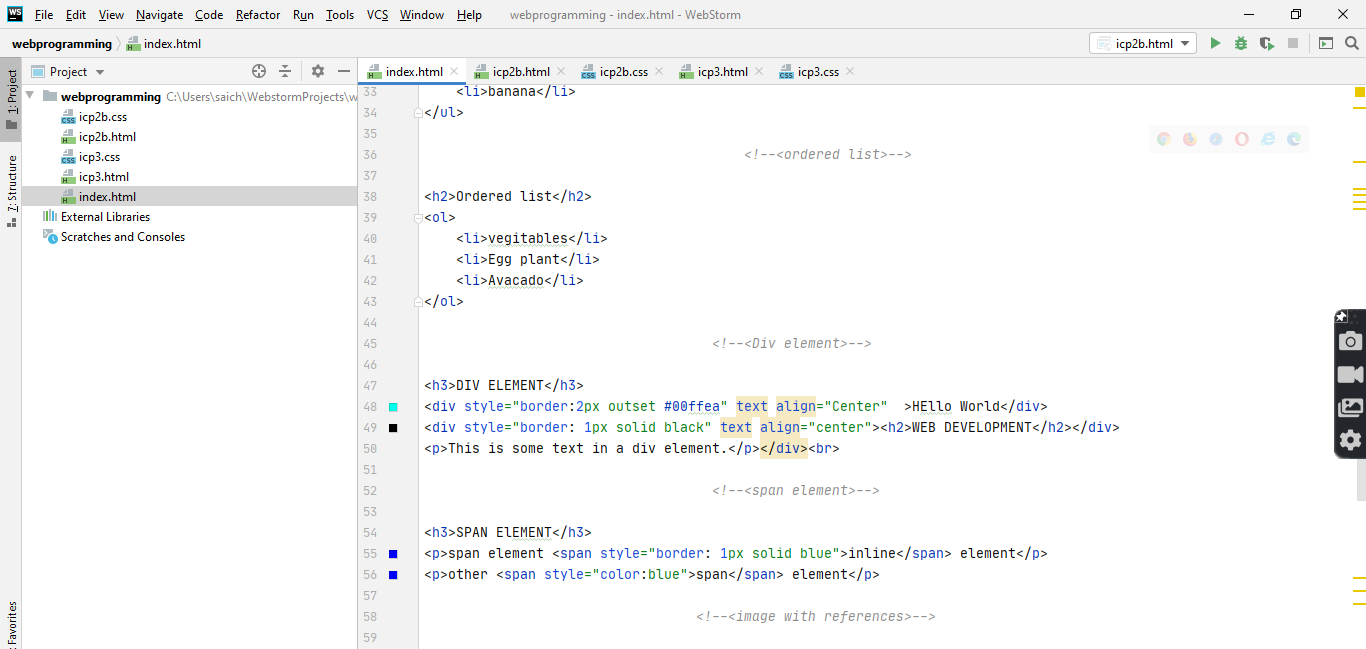 WS File Edit View Navigate Code Refactor Run Tools VCS Window Help webprogramming - index.html - WebStorm
webprogramming index.html icp2b.html
1: Project
Project
index.html icp2b.html icp2b.css icp3.html icp3.css
webprogramming C:\Users\saich\WebstormProjects\w
icp2b.css
icp2b.html
icp3.css
icp3.html
index.html
External Libraries
Scratches and Consoles
7: Structure
Favorites
33 <li>banana</li>
34 </ul>
35
36 <!--<ordered list>-->
37
38 <h2>Ordered list</h2>
39 <ol>
40 <li>vegitables</li>
41 <li>Egg plant</li>
42 <li>Avacado</li>
43 </ol>
44
45 <!--<Div element>-->
46
47 <h3>DIV ELEMENT</h3>
48 <div style="border:2px outset #00ffea" text align="Center"  >HEllo World</div>
49 <div style="border: 1px solid black" text align="center"><h2>WEB DEVELOPMENT</h2></div>
50 <p>This is some text in a div element.</p></div><br>
51
52 <!--<span element>-->
53
54 <h3>SPAN ElEMENT</h3>
55 <p>span element <span style="border: 1px solid blue">inline</span> element</p>
56 <p>other <span style="color:blue">span</span> element</p>
57
58 <!--<image with references>-->
59